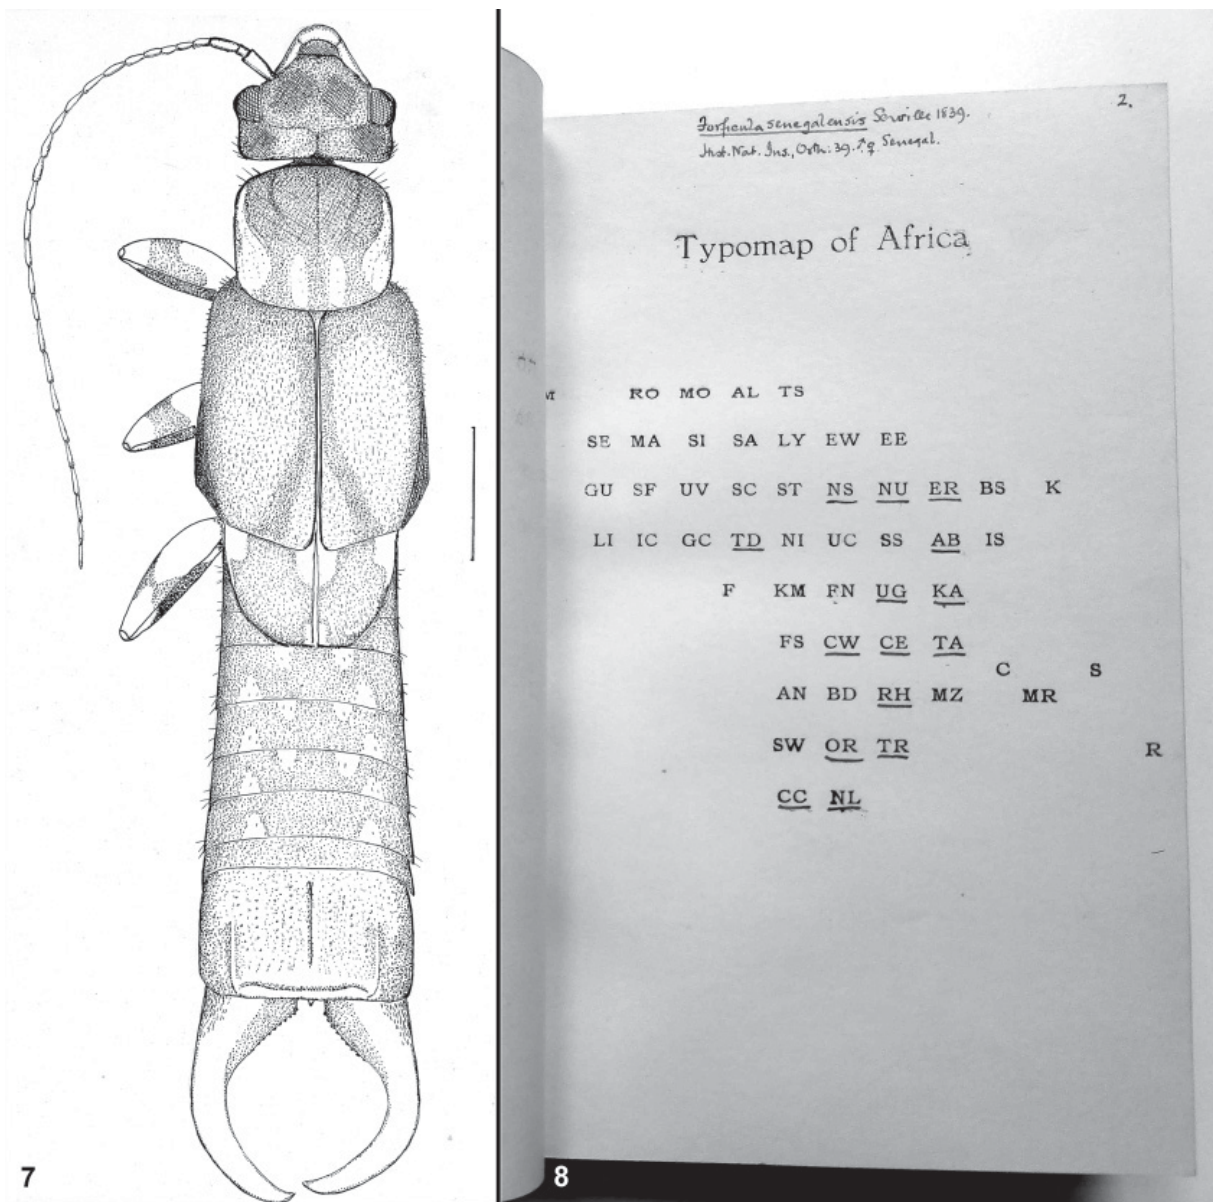 2.
Forficula senegalensis Serville 1839.
Hist. Nat. Ins., Orth: 39. ♂♀ Senegal.
Typomap of Africa
M RO MO AL TS
SE MA SI SA LY EW EE
GU SF UV SC ST NS NU ER BS K
LI IC GC TD NI UC SS AB IS
F KM FN UG KA
FS CW CE TA
C S
AN BD RH MZ MR
SW OR TR R
CC NL
7
8